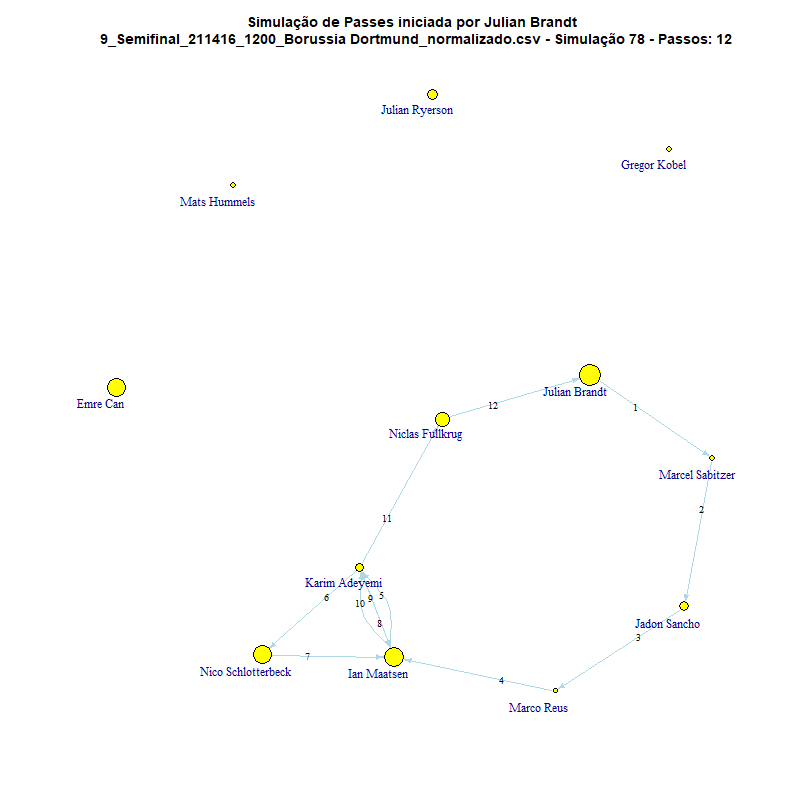 Simulação de Passes iniciada por Julian Brandt
9_Semifinal_211416_1200_Borussia Dortmund_normalizado.csv - Simulação 78 - Passos: 12
Julian Ryerson
Gregor Kobel
Mats Hummels
Julian Brandt
Emre Can
12
1
Niclas Fullkrug
Marcel Sabitzer
2
11
Karim Adeyemi
6
10
9
5
8
Jadon Sancho
3
7
Nico Schlotterbeck
Ian Maatsen
4
Marco Reus